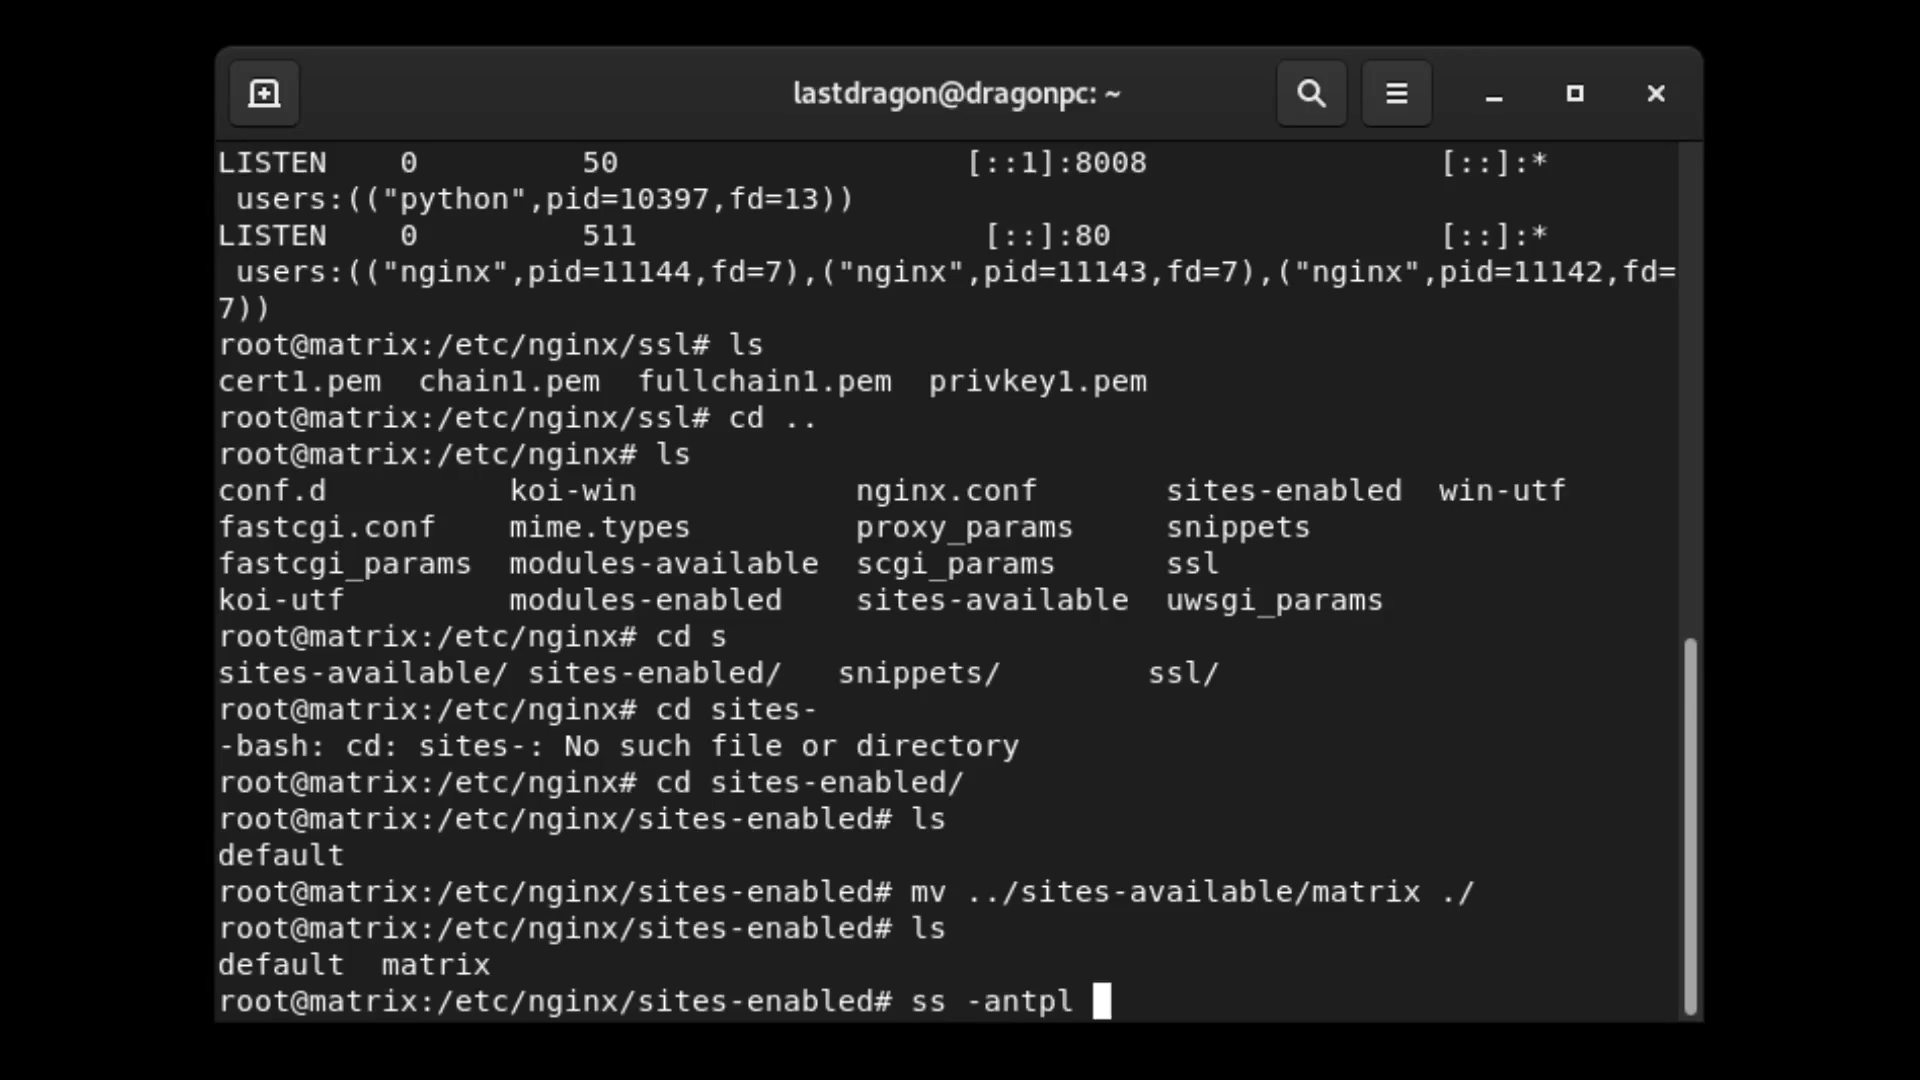 lastdragon@dragonpc: ~
LISTEN    0         50                   [::1]:8008                [::]:*
 users:(("python",pid=10397,fd=13))
LISTEN    0         511                   [::]:80                  [::]:*
 users:(("nginx",pid=11144,fd=7),("nginx",pid=11143,fd=7),("nginx",pid=11142,fd=
7))
root@matrix:/etc/nginx/ssl# ls
cert1.pem  chain1.pem  fullchain1.pem  privkey1.pem
root@matrix:/etc/nginx/ssl# cd ..
root@matrix:/etc/nginx# ls
conf.d          koi-win            nginx.conf       sites-enabled  win-utf
fastcgi.conf    mime.types         proxy_params     snippets
fastcgi_params  modules-available  scgi_params      ssl
koi-utf         modules-enabled    sites-available  uwsgi_params
root@matrix:/etc/nginx# cd s
sites-available/ sites-enabled/   snippets/        ssl/
root@matrix:/etc/nginx# cd sites-
-bash: cd: sites-: No such file or directory
root@matrix:/etc/nginx# cd sites-enabled/
root@matrix:/etc/nginx/sites-enabled# ls
default
root@matrix:/etc/nginx/sites-enabled# mv ../sites-available/matrix ./
root@matrix:/etc/nginx/sites-enabled# ls
default  matrix
root@matrix:/etc/nginx/sites-enabled# ss -antpl